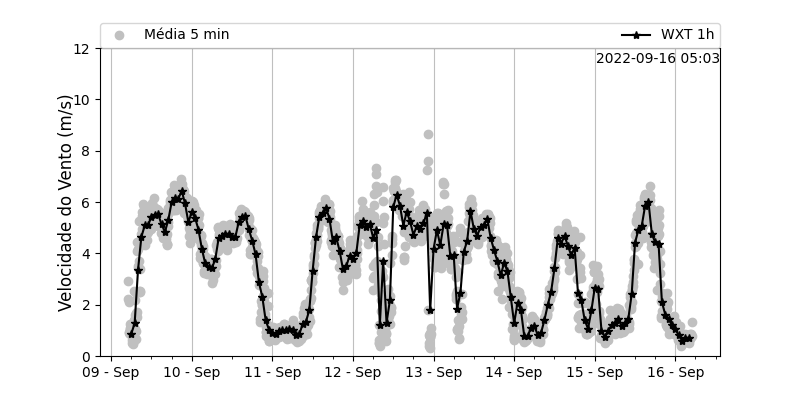 Média 5 min
WXT 1h
2022-09-16 05:03
Velocidade do Vento (m/s)
12
10
8
6
4
2
0
09 - Sep
10 - Sep
11 - Sep
12 - Sep
13 - Sep
14 - Sep
15 - Sep
16 - Sep